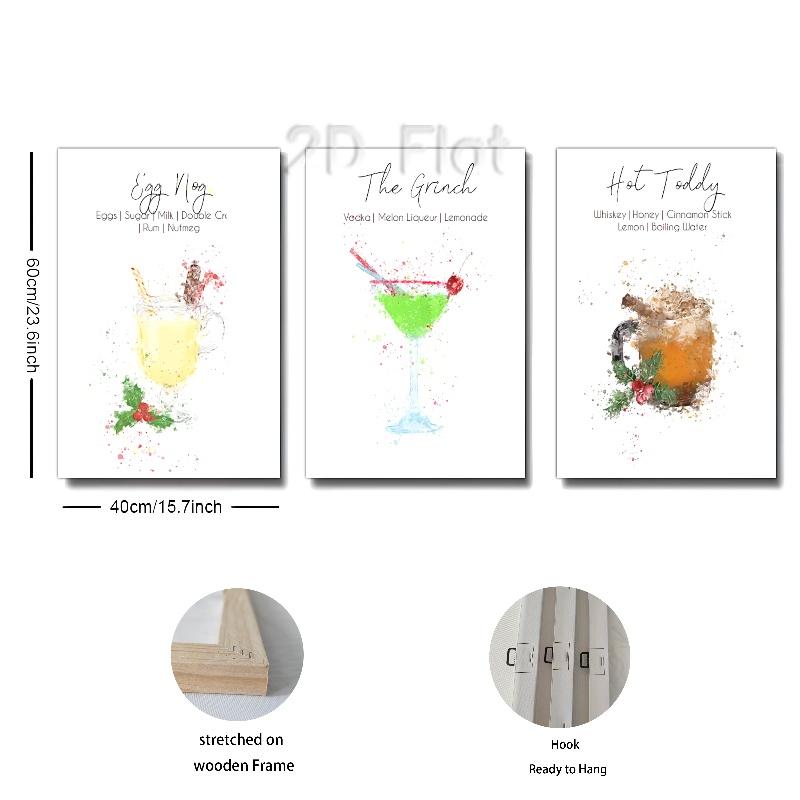 2D Flat
Egg Nog
Eggs | Sugar | Milk | Double Cre
| Rum | Nutmeg
The Grinch
Vodka | Melon Liqueur | Lemonade
Hot Toddy
Whiskey | Honey | Cinnamon Stick
Lemon | Boiling Water
60cm/23.6inch
40cm/15.7inch
stretched on
wooden Frame
Hook
Ready to Hang